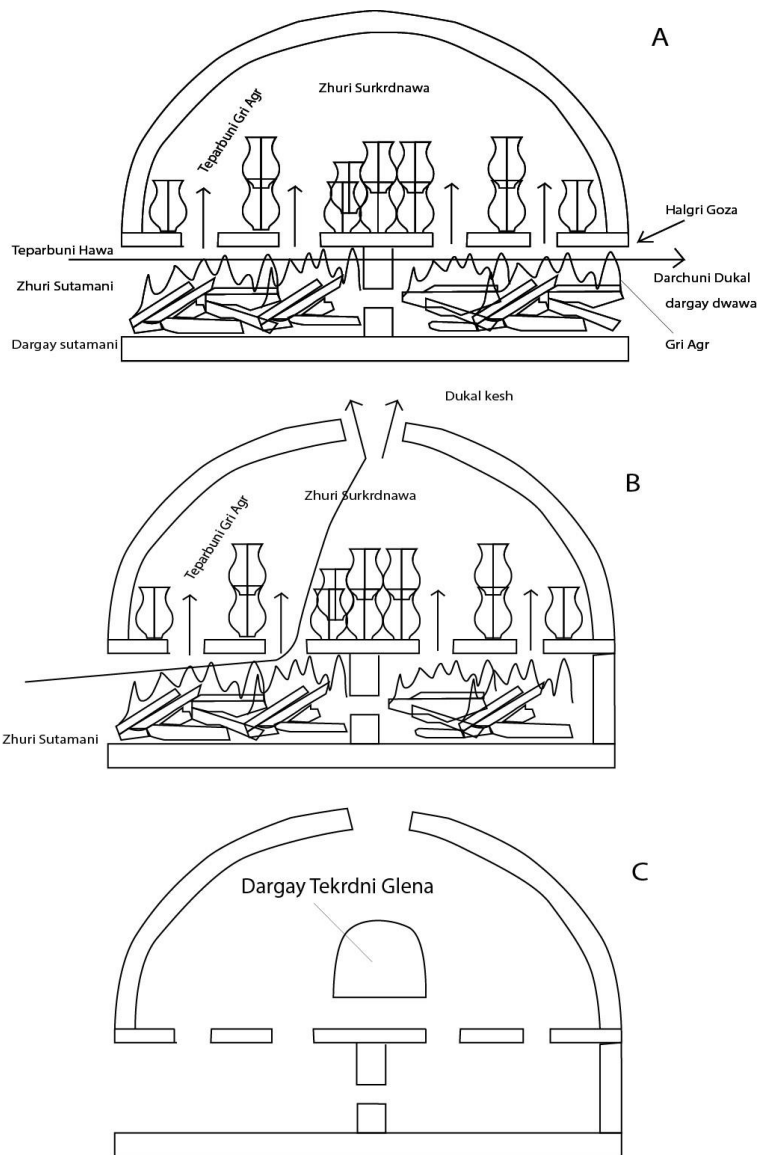 A
Zhuri Surkrdnawa
Teparbuni Gri Agr
Halgri Goza
Teparbuni Hawa
Zhuri Sutamani
Darchuni Dukal
dargay dwawa
Dargay sutamani
Gri Agr
Dukal kesh
B
Zhuri Surkrdnawa
Teparbuni Gri Agr
Zhuri Sutamani
C
Dargay Tekrdni Glena